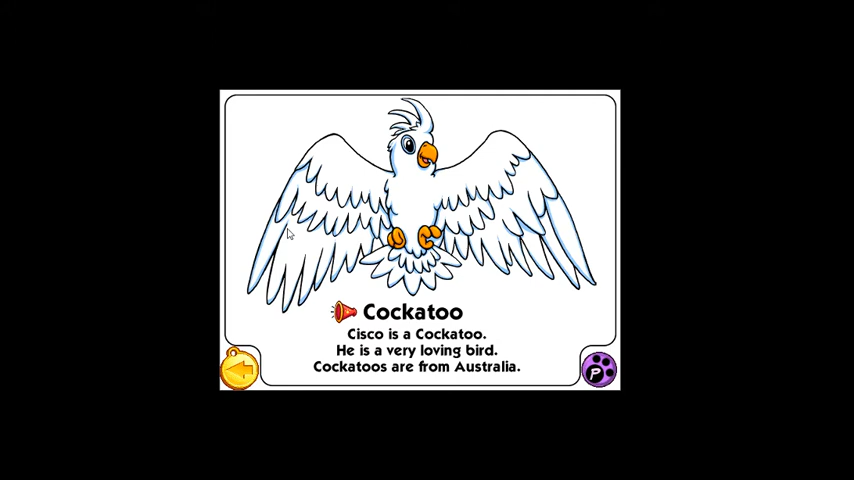 Cockatoo
Cisco is a Cockatoo.
He is a very loving bird.
Cockatoos are from Australia.
P